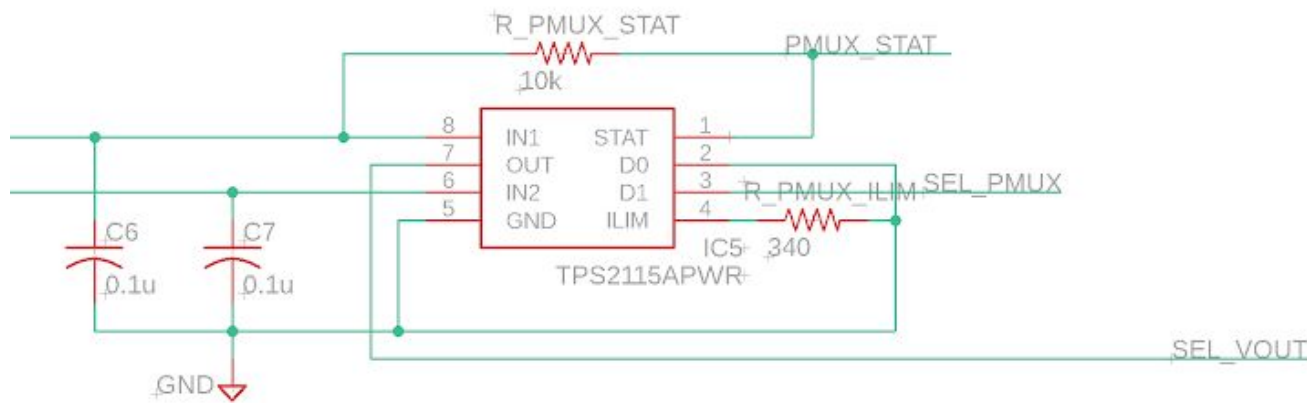 R_PMUX_STAT
PMUX_STAT
10k
8 IN1 STAT 1
7 OUT D0 2
6 IN2 D1 3
5 GND ILIM 4
R_PMUX_ILIM
SEL_PMUX
C6
0.1u
C7
0.1u
IC5
340
TPS2115APWR
SEL_VOUT
GND